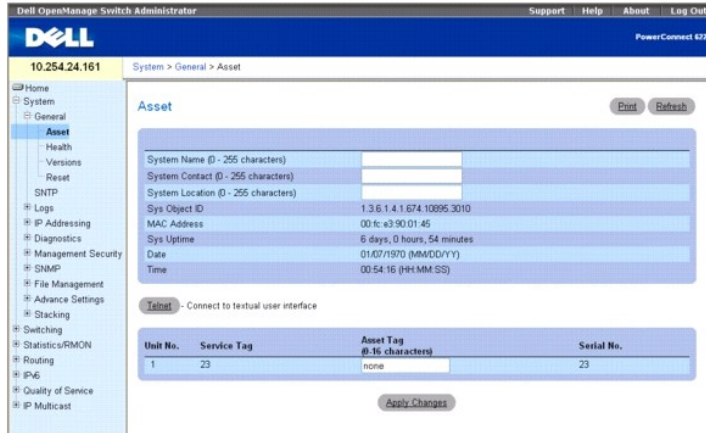 Dell OpenManage Switch Administrator
Support Help About Log Out
DELL
PowerConnect 622
10.254.24.161
System > General > Asset
Home
System
General
Asset
Health
Versions
Reset
SNTP
Logs
IP Addressing
Diagnostics
Management Security
SNMP
File Management
Advance Settings
Stacking
Switching
Statistics/RMON
Routing
IPv6
Quality of Service
IP Multicast
Asset
Print Refresh
System Name (0 - 255 characters)
System Contact (0 - 255 characters)
System Location (0 - 255 characters)
Sys Object ID 1.3.6.1.4.1.674.10895.3010
MAC Address 00:fc:e3:90:01:45
Sys Uptime 6 days, 0 hours, 54 minutes
Date 01/07/1970 (MM/DD/YY)
Time 00:54:16 (HH:MM:SS)
Telnet - Connect to textual user interface
Unit No. Service Tag Asset Tag (0-16 characters) Serial No.
1 23 none 23
Apply Changes